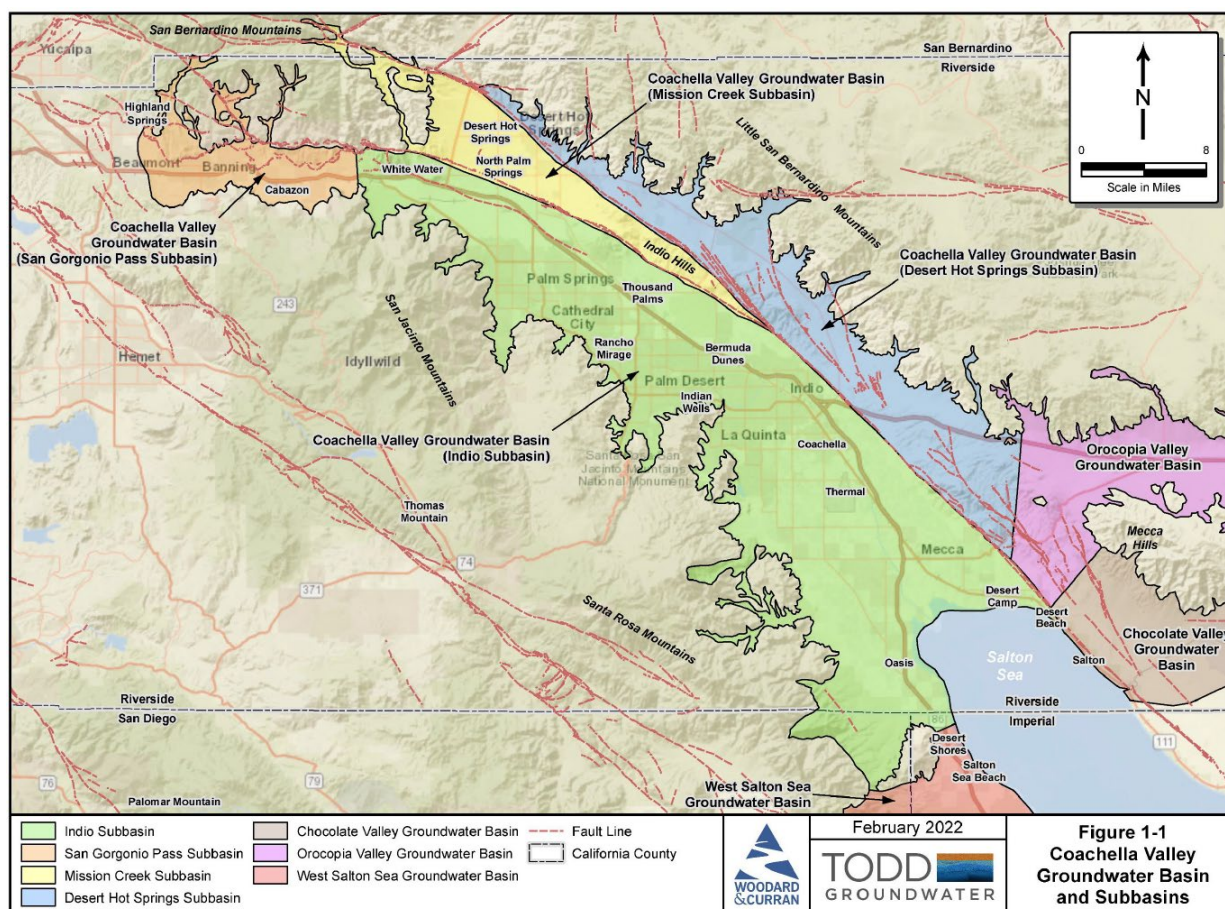 San Bernardino Mountains
Yucaipa
San Bernardino
Riverside
Coachella Valley Groundwater Basin
(Mission Creek Subbasin)
N
0 8
Scale in Miles
Highland
Springs
Desert Hot
Springs
Desert Hot
Springs
Little San Bernardino Mountains
Beaumont
Banning
White Water
North Palm
Springs
Cabazon
Coachella Valley
Groundwater Basin
(San Gorgonio Pass Subbasin)
Indio Hills
Coachella Valley Groundwater Basin
(Desert Hot Springs Subbasin)
Palm Springs
Thousand
Palms
243
San Jacinto Mountains
Cathedral
City
Rancho
Mirage
Bermuda
Dunes
Hemet
Idyllwild
Palm Desert
Indio
Indian
Wells
La Quinta
Coachella Valley Groundwater Basin
(Indio Subbasin)
Coachella
Orocopia Valley
Groundwater Basin
Jacinto Mountains
National Monument
Thermal
Thomas
Mountain
Mecca
Hills
74
Mecca
371
Desert
Camp
Desert
Beach
Santa Rosa Mountains
Chocolate Valley
Groundwater
Basin
Oasis
Salton
Sea
Salton
Riverside
San Diego
Riverside
Imperial
86
111
Desert
Shores
Salton
Sea Beach
West Salton Sea
Groundwater Basin
76
79
Palomar Mountain
Indio Subbasin
San Gorgonio Pass Subbasin
Mission Creek Subbasin
Desert Hot Springs Subbasin
Chocolate Valley Groundwater Basin
Orocopia Valley Groundwater Basin
West Salton Sea Groundwater Basin
Fault Line
California County
WOODARD
&CURRAN
February 2022
TODD
GROUNDWATER
Figure 1-1
Coachella Valley
Groundwater Basin
and Subbasins